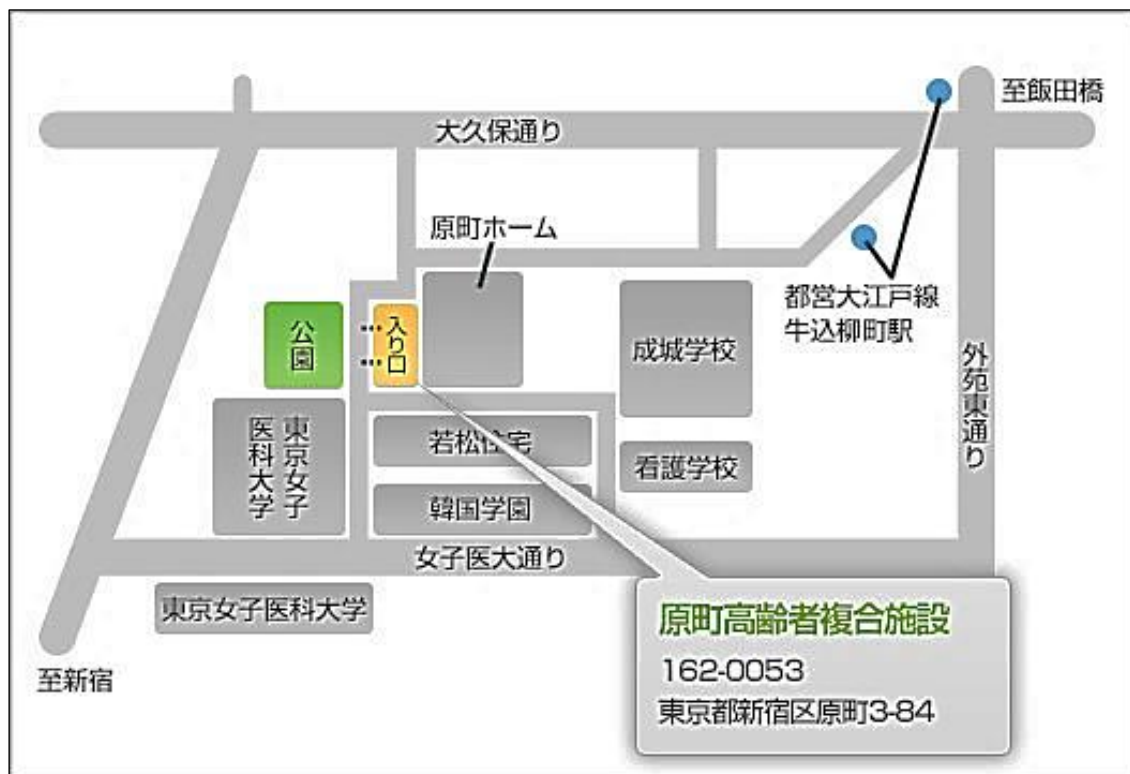 至飯田橋
大久保通り
原町ホーム
都営大江戸線
牛込柳町駅
公園
入り口
成城学校
外苑東通り
東京女子
医科大学
若松住宅
看護学校
韓国学園
女子医大通り
東京女子医科大学
至新宿
原町高齢者複合施設
162-0053
東京都新宿区原町3-84